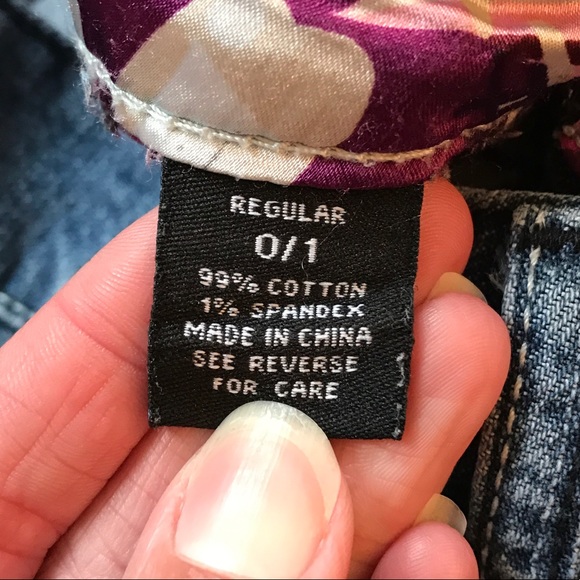 REGULAR
0/1
99% COTTON
1% SPANDEX
MADE IN CHINA
SEE REVERSE
FOR CARE